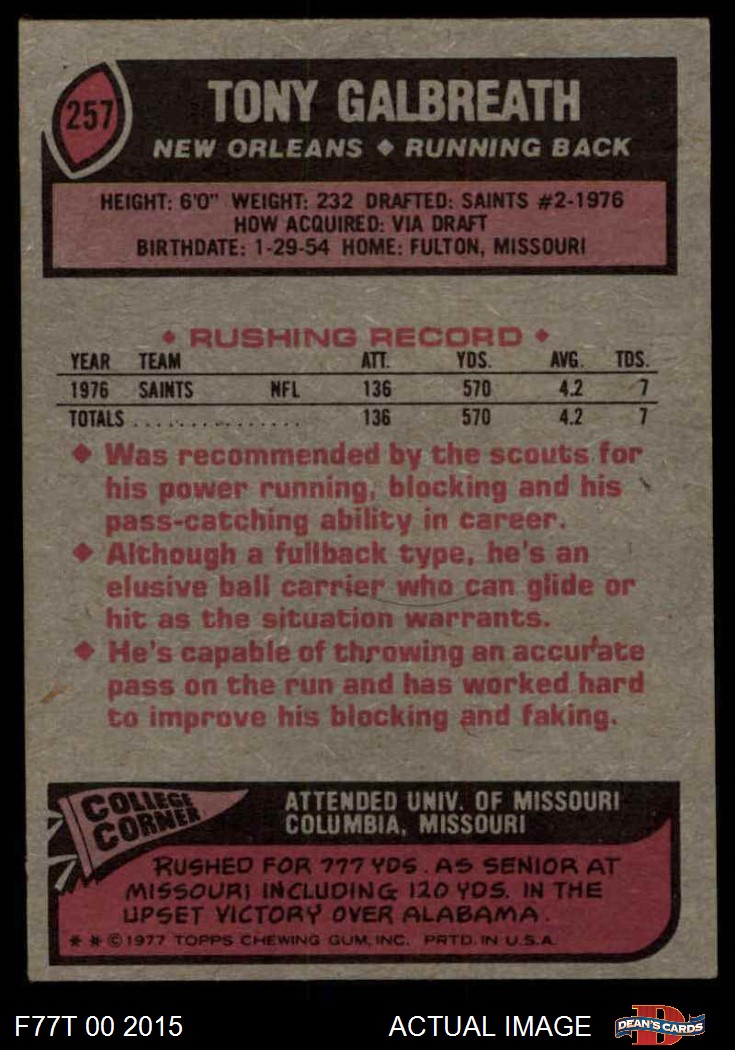 257
TONY GALBREATH
NEW ORLEANS ♦ RUNNING BACK
HEIGHT: 6'0" WEIGHT: 232 DRAFTED: SAINTS #2-1976
HOW ACQUIRED: VIA DRAFT
BIRTHDATE: 1-29-54 HOME: FULTON, MISSOURI
♦ RUSHING RECORD ♦
YEAR TEAM ATT. YDS. AVG. TDS.
1976 SAINTS NFL 136 570 4.2 7
TOTALS . . . . . . . . . . . . . . . 136 570 4.2 7
♦ Was recommended by the scouts for
his power running, blocking and his
pass-catching ability in career.
♦ Although a fullback type, he's an
elusive ball carrier who can glide or
hit as the situation warrants.
♦ He's capable of throwing an accurate
pass on the run and has worked hard
to improve his blocking and faking.
COLLEGE
CORNER
ATTENDED UNIV. OF MISSOURI
COLUMBIA, MISSOURI
RUSHED FOR 777 YDS. AS SENIOR AT
MISSOURI INCLUDING 120 YDS. IN THE
UPSET VICTORY OVER ALABAMA.
* * © 1977 TOPPS CHEWING GUM, INC. PRTD. IN U.S.A.
F77T 00 2015 ACTUAL IMAGE
D
DEAN'S CARDS